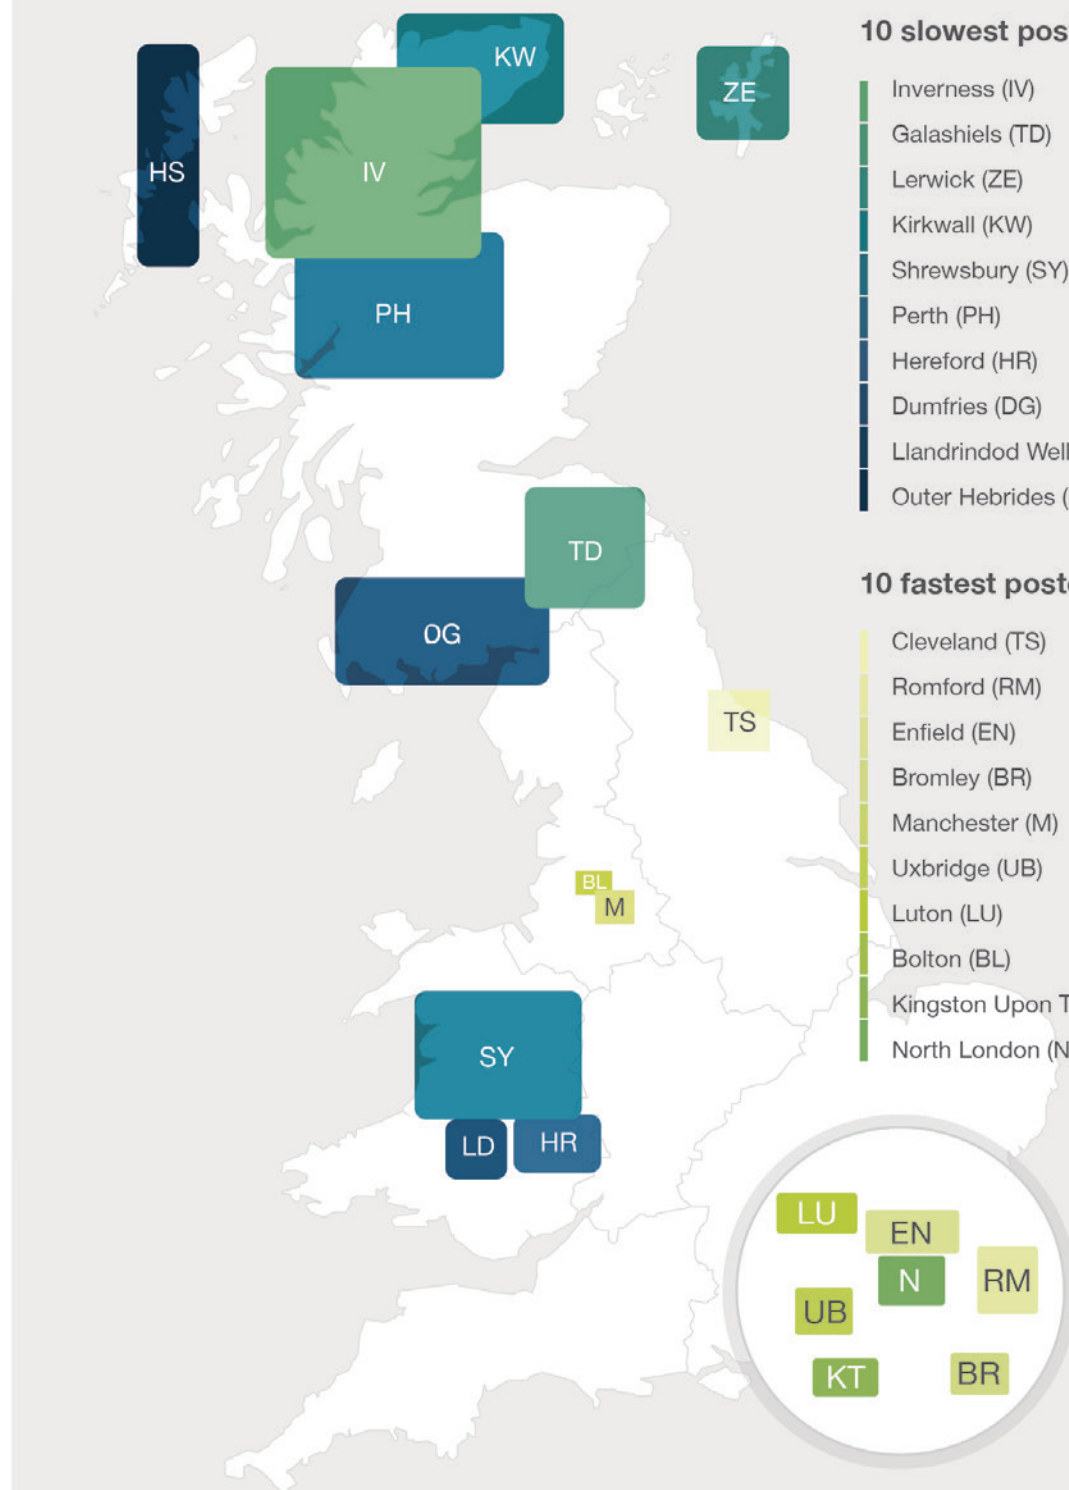 10 slowest pos
Inverness (IV)
Galashiels (TD)
Lerwick (ZE)
Kirkwall (KW)
Shrewsbury (SY)
Perth (PH)
Hereford (HR)
Dumfries (DG)
Llandrindod Well
Outer Hebrides (
10 fastest post
Cleveland (TS)
Romford (RM)
Enfield (EN)
Bromley (BR)
Manchester (M)
Uxbridge (UB)
Luton (LU)
Bolton (BL)
Kingston Upon T
North London (N
KW
ZE
HS
IV
PH
TD
DG
TS
BL
M
SY
LD
HR
LU
EN
N
RM
UB
KT
BR